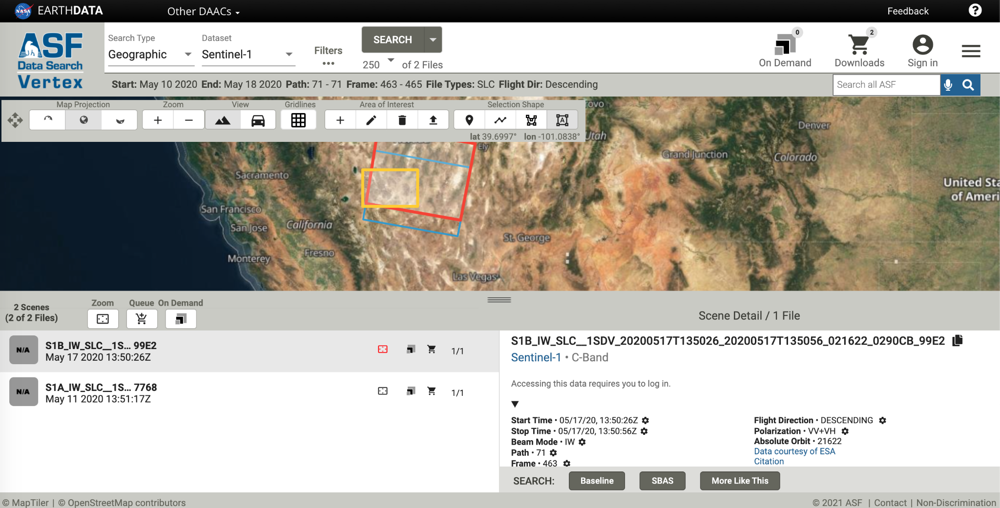 NASA EARTHDATA Other DAACs Feedback ?
ASF
Data Search
Vertex
Search Type Dataset
Geographic Sentinel-1 Filters SEARCH
250 of 2 Files
0 2
On Demand Downloads Sign in
Start: May 10 2020 End: May 18 2020 Path: 71 - 71 Frame: 463 - 465 File Types: SLC Flight Dir: Descending
Search all ASF
Map Projection Zoom View Gridlines Area of Interest Selection Shape
A
lat 39.6997° lon -101.0838°
ovo
Denver
Utah
Ely
Grand Junction
Colorado
Sacramento
United Sta
of Ameri
San Francisco
San Jose
California
St. George
Fresno
Monterey
Las Vegas
2 Scenes
(2 of 2 Files)
Zoom Queue On Demand
Scene Detail / 1 File
N/A
S1B_IW_SLC__1S... 99E2
May 17 2020 13:50:26Z
1/1
N/A
S1A_IW_SLC__1S... 7768
May 11 2020 13:51:17Z
1/1
S1B_IW_SLC__1SDV_20200517T135026_20200517T135056_021622_0290CB_99E2
Sentinel-1 • C-Band
Accessing this data requires you to log in.
Start Time • 05/17/20, 13:50:26Z
Stop Time • 05/17/20, 13:50:56Z
Beam Mode • IW
Path • 71
Frame • 463
Flight Direction • DESCENDING
Polarization • VV+VH
Absolute Orbit • 21622
Data courtesy of ESA
Citation
SEARCH: Baseline SBAS More Like This
© MapTiler | © OpenStreetMap contributors
© 2021 ASF | Contact | Non-Discrimination